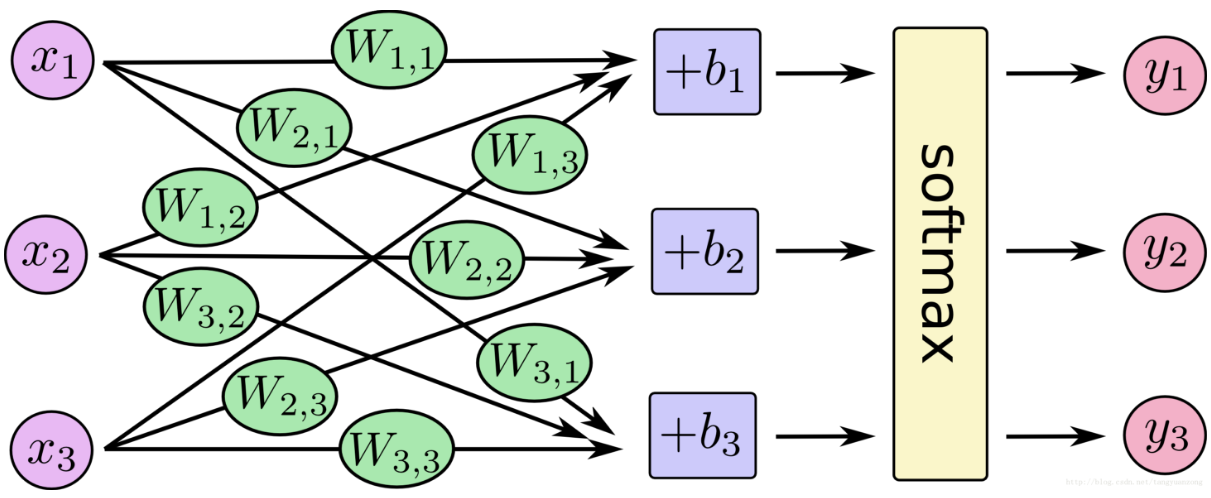 x₁
W₁,₁
+b₁
y₁
W₂,₁
W₁,₃
W₁,₂
softmax
x₂
W₂,₂
+b₂
y₂
W₃,₂
W₃,₁
W₂,₃
x₃
W₃,₃
+b₃
y₃